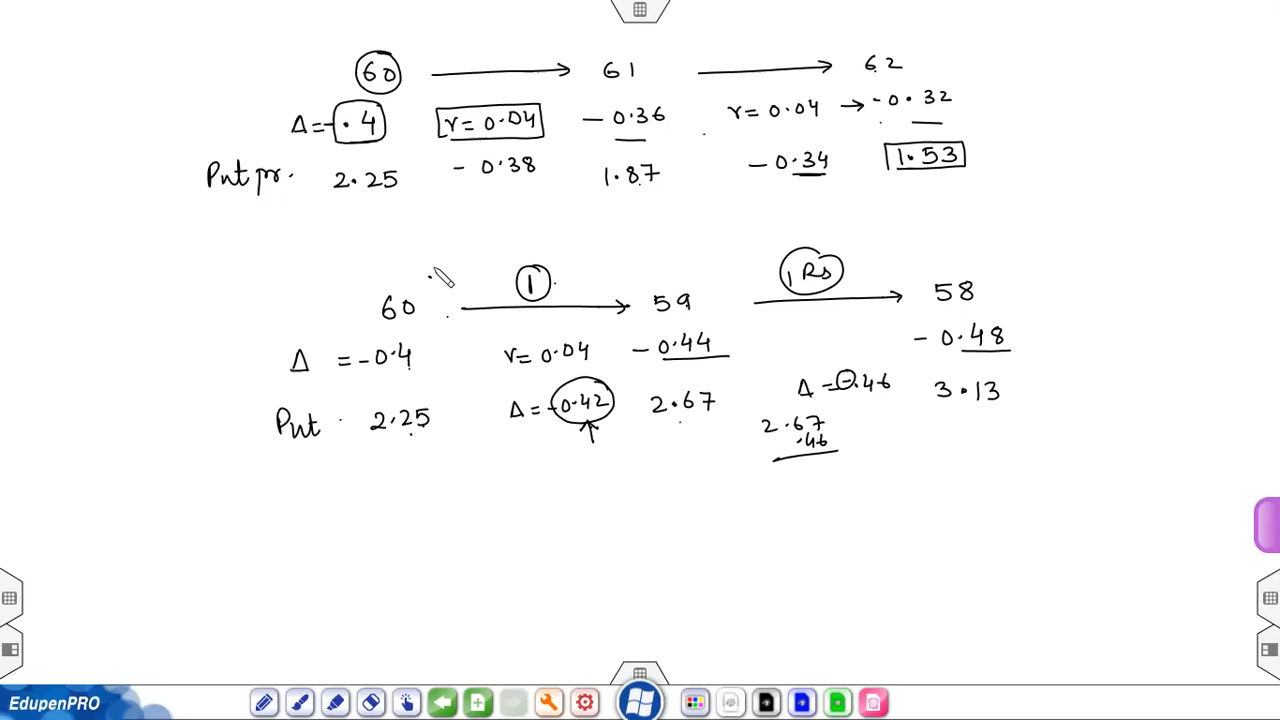 60 → 61 → 62
Δ = - .4 r = 0.04 - 0.36 r = 0.04 → - 0.32
Put pr. 2.25 - 0.38 1.87 - 0.34 1.53
60 1 → 59 1 Rs → 58
Δ = - 0.4 r = 0.04 - 0.44 - 0.48
Put 2.25 Δ = - 0.42 2.67 Δ = - 0.46 3.13
2.67
.46
EdupenPRO